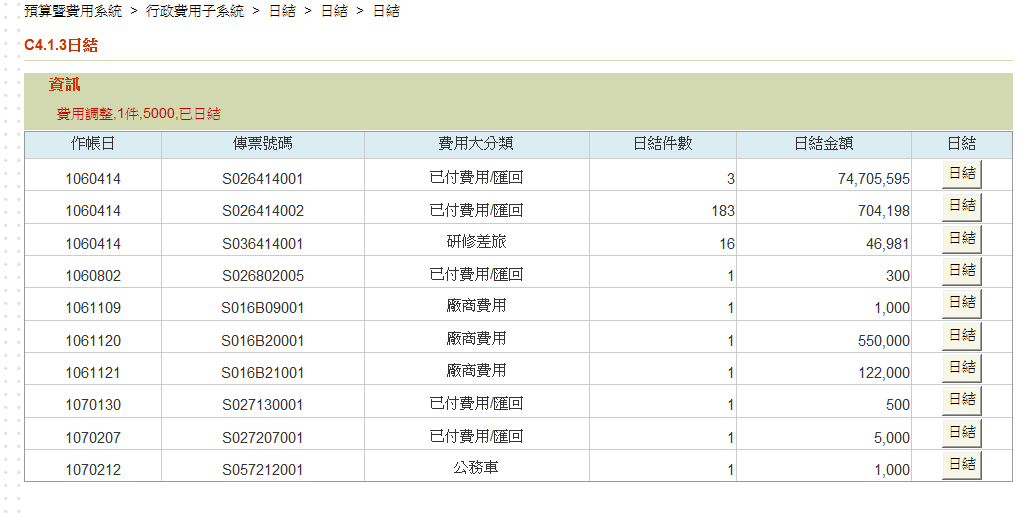 預算暨費用系統 > 行政費用子系統 > 日結 > 日結 > 日結
C4.1.3日結
資訊
費用調整,1件,5000,已日結
作帳日 傳票號碼 費用大分類 日結件數 日結金額 日結
1060414 S026414001 已付費用/匯回 3 74,705,595 日結
1060414 S026414002 已付費用/匯回 183 704,198 日結
1060414 S036414001 研修差旅 16 46,981 日結
1060802 S026802005 已付費用/匯回 1 300 日結
1061109 S016B09001 廠商費用 1 1,000 日結
1061120 S016B20001 廠商費用 1 550,000 日結
1061121 S016B21001 廠商費用 1 122,000 日結
1070130 S027130001 已付費用/匯回 1 500 日結
1070207 S027207001 已付費用/匯回 1 5,000 日結
1070212 S057212001 公務車 1 1,000 日結